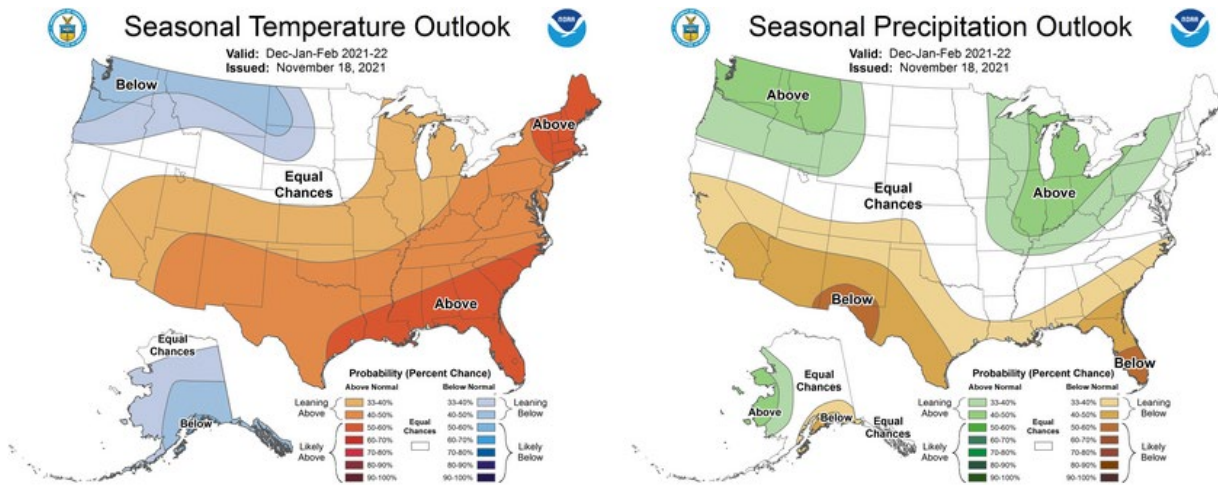 Seasonal Temperature Outlook
Valid: Dec-Jan-Feb 2021-22
Issued: November 18, 2021
NOAA
Below
Above
Equal
Chances
Above
Equal
Chances
Below
Probability (Percent Chance)
Above Normal
Below Normal
Leaning
Above
33-40%
40-50%
33-40%
40-50%
Leaning
Below
Equal
Chances
Likely
Above
50-60%
60-70%
70-80%
80-90%
90-100%
50-60%
60-70%
70-80%
80-90%
90-100%
Likely
Below
Seasonal Precipitation Outlook
Valid: Dec-Jan-Feb 2021-22
Issued: November 18, 2021
NOAA
Above
Equal
Chances
Above
Below
Below
Equal
Chances
Above
Below
Equal
Chances
Probability (Percent Chance)
Above Normal
Below Normal
Leaning
Above
33-40%
40-50%
33-40%
40-50%
Leaning
Below
Equal
Chances
Likely
Above
50-60%
60-70%
70-80%
80-90%
90-100%
50-60%
60-70%
70-80%
80-90%
90-100%
Likely
Below